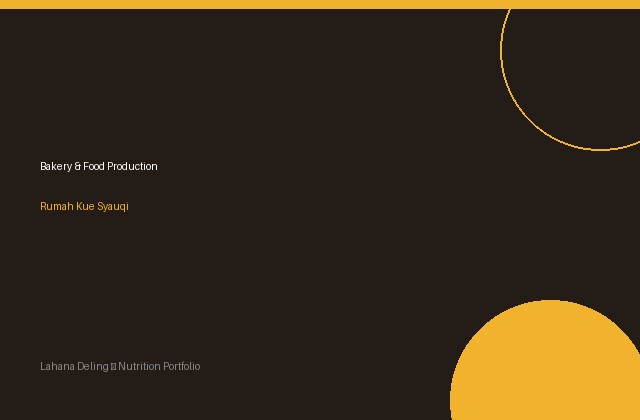 Bakery & Food Production
Rumah Kue Syauqi
Lahana Deling ▯ Nutrition Portfolio